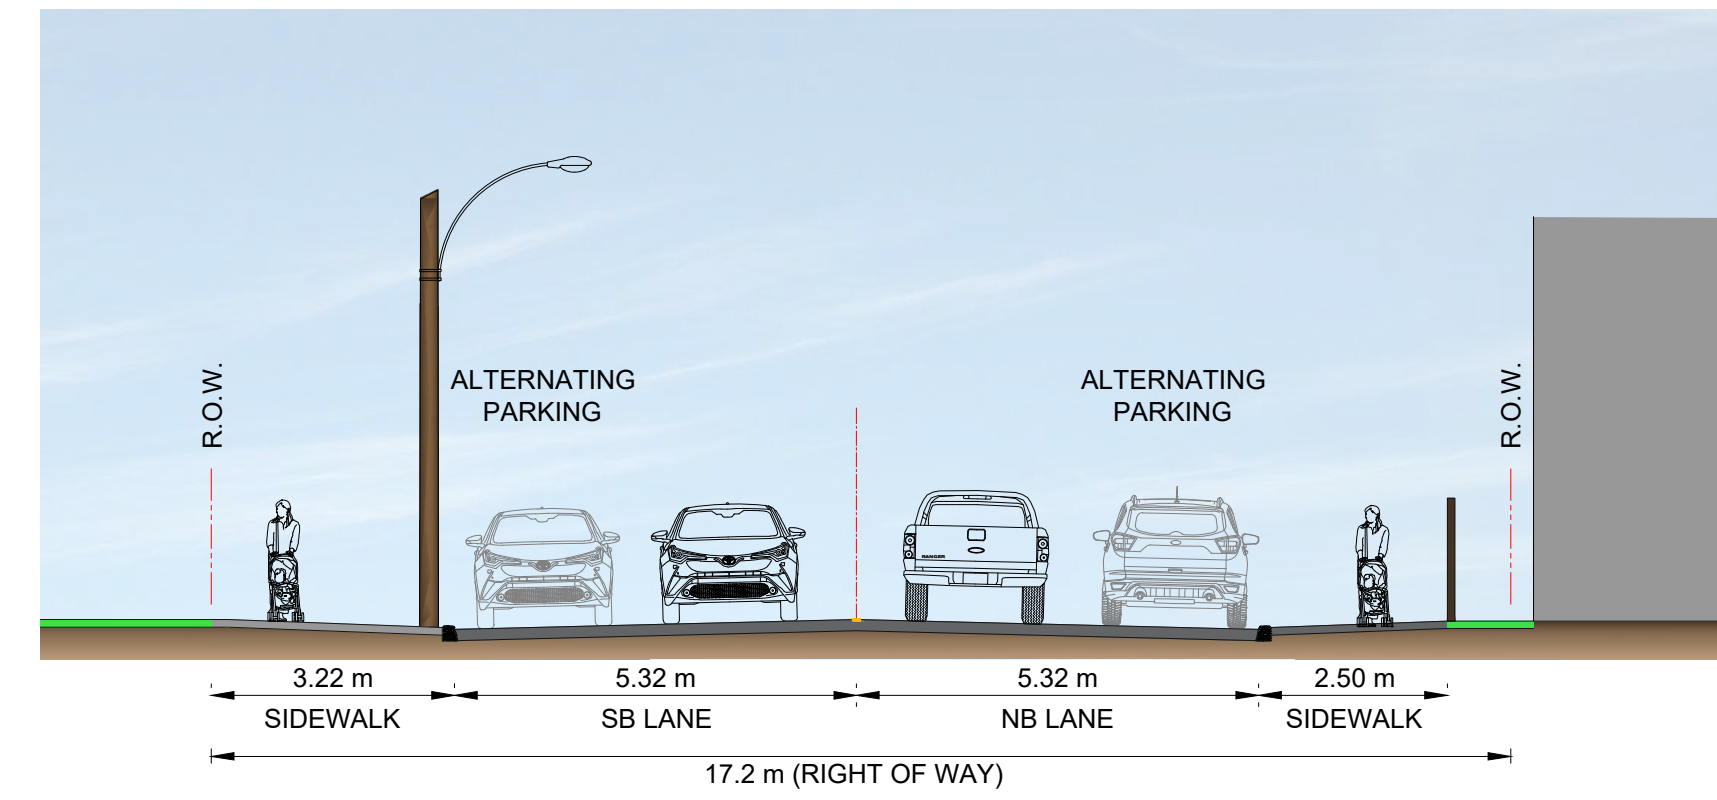 ALTERNATING
PARKING
ALTERNATING
PARKING
R.O.W.
R.O.W.
RANGER
3.22 m
5.32 m
5.32 m
2.50 m
SIDEWALK
SB LANE
NB LANE
SIDEWALK
17.2 m (RIGHT OF WAY)